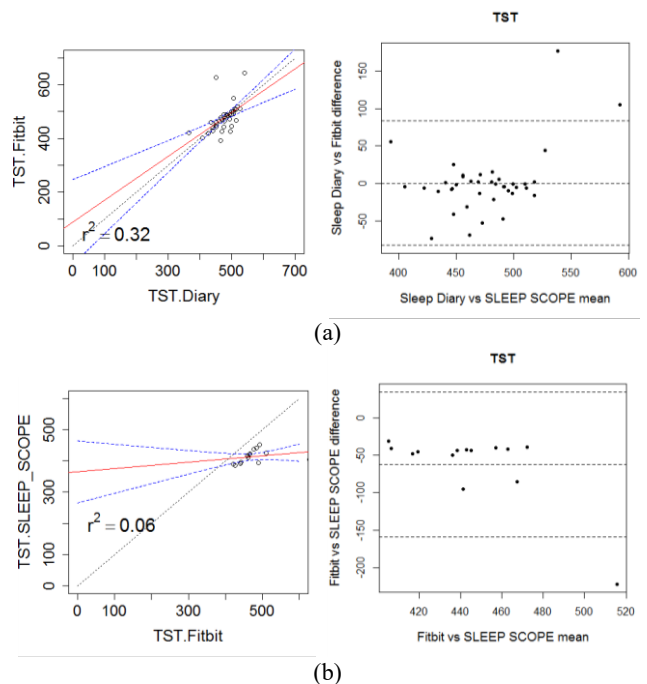 TST
TST.Fitbit
600
400
200
0
r² = 0.32
0 100 300 500 700
TST.Diary
Sleep Diary vs Fitbit difference
150
100
50
0
-50
400 450 500 550 600
Sleep Diary vs SLEEP SCOPE mean
(a)
TST
TST.SLEEP_SCOPE
600
400
200
0
100
300
r² = 0.06
0 100 300 500
TST.Fitbit
Fitbit vs SLEEP SCOPE difference
0
-50
-100
-150
-200
420 440 460 480 500 520
Fitbit vs SLEEP SCOPE mean
(b)